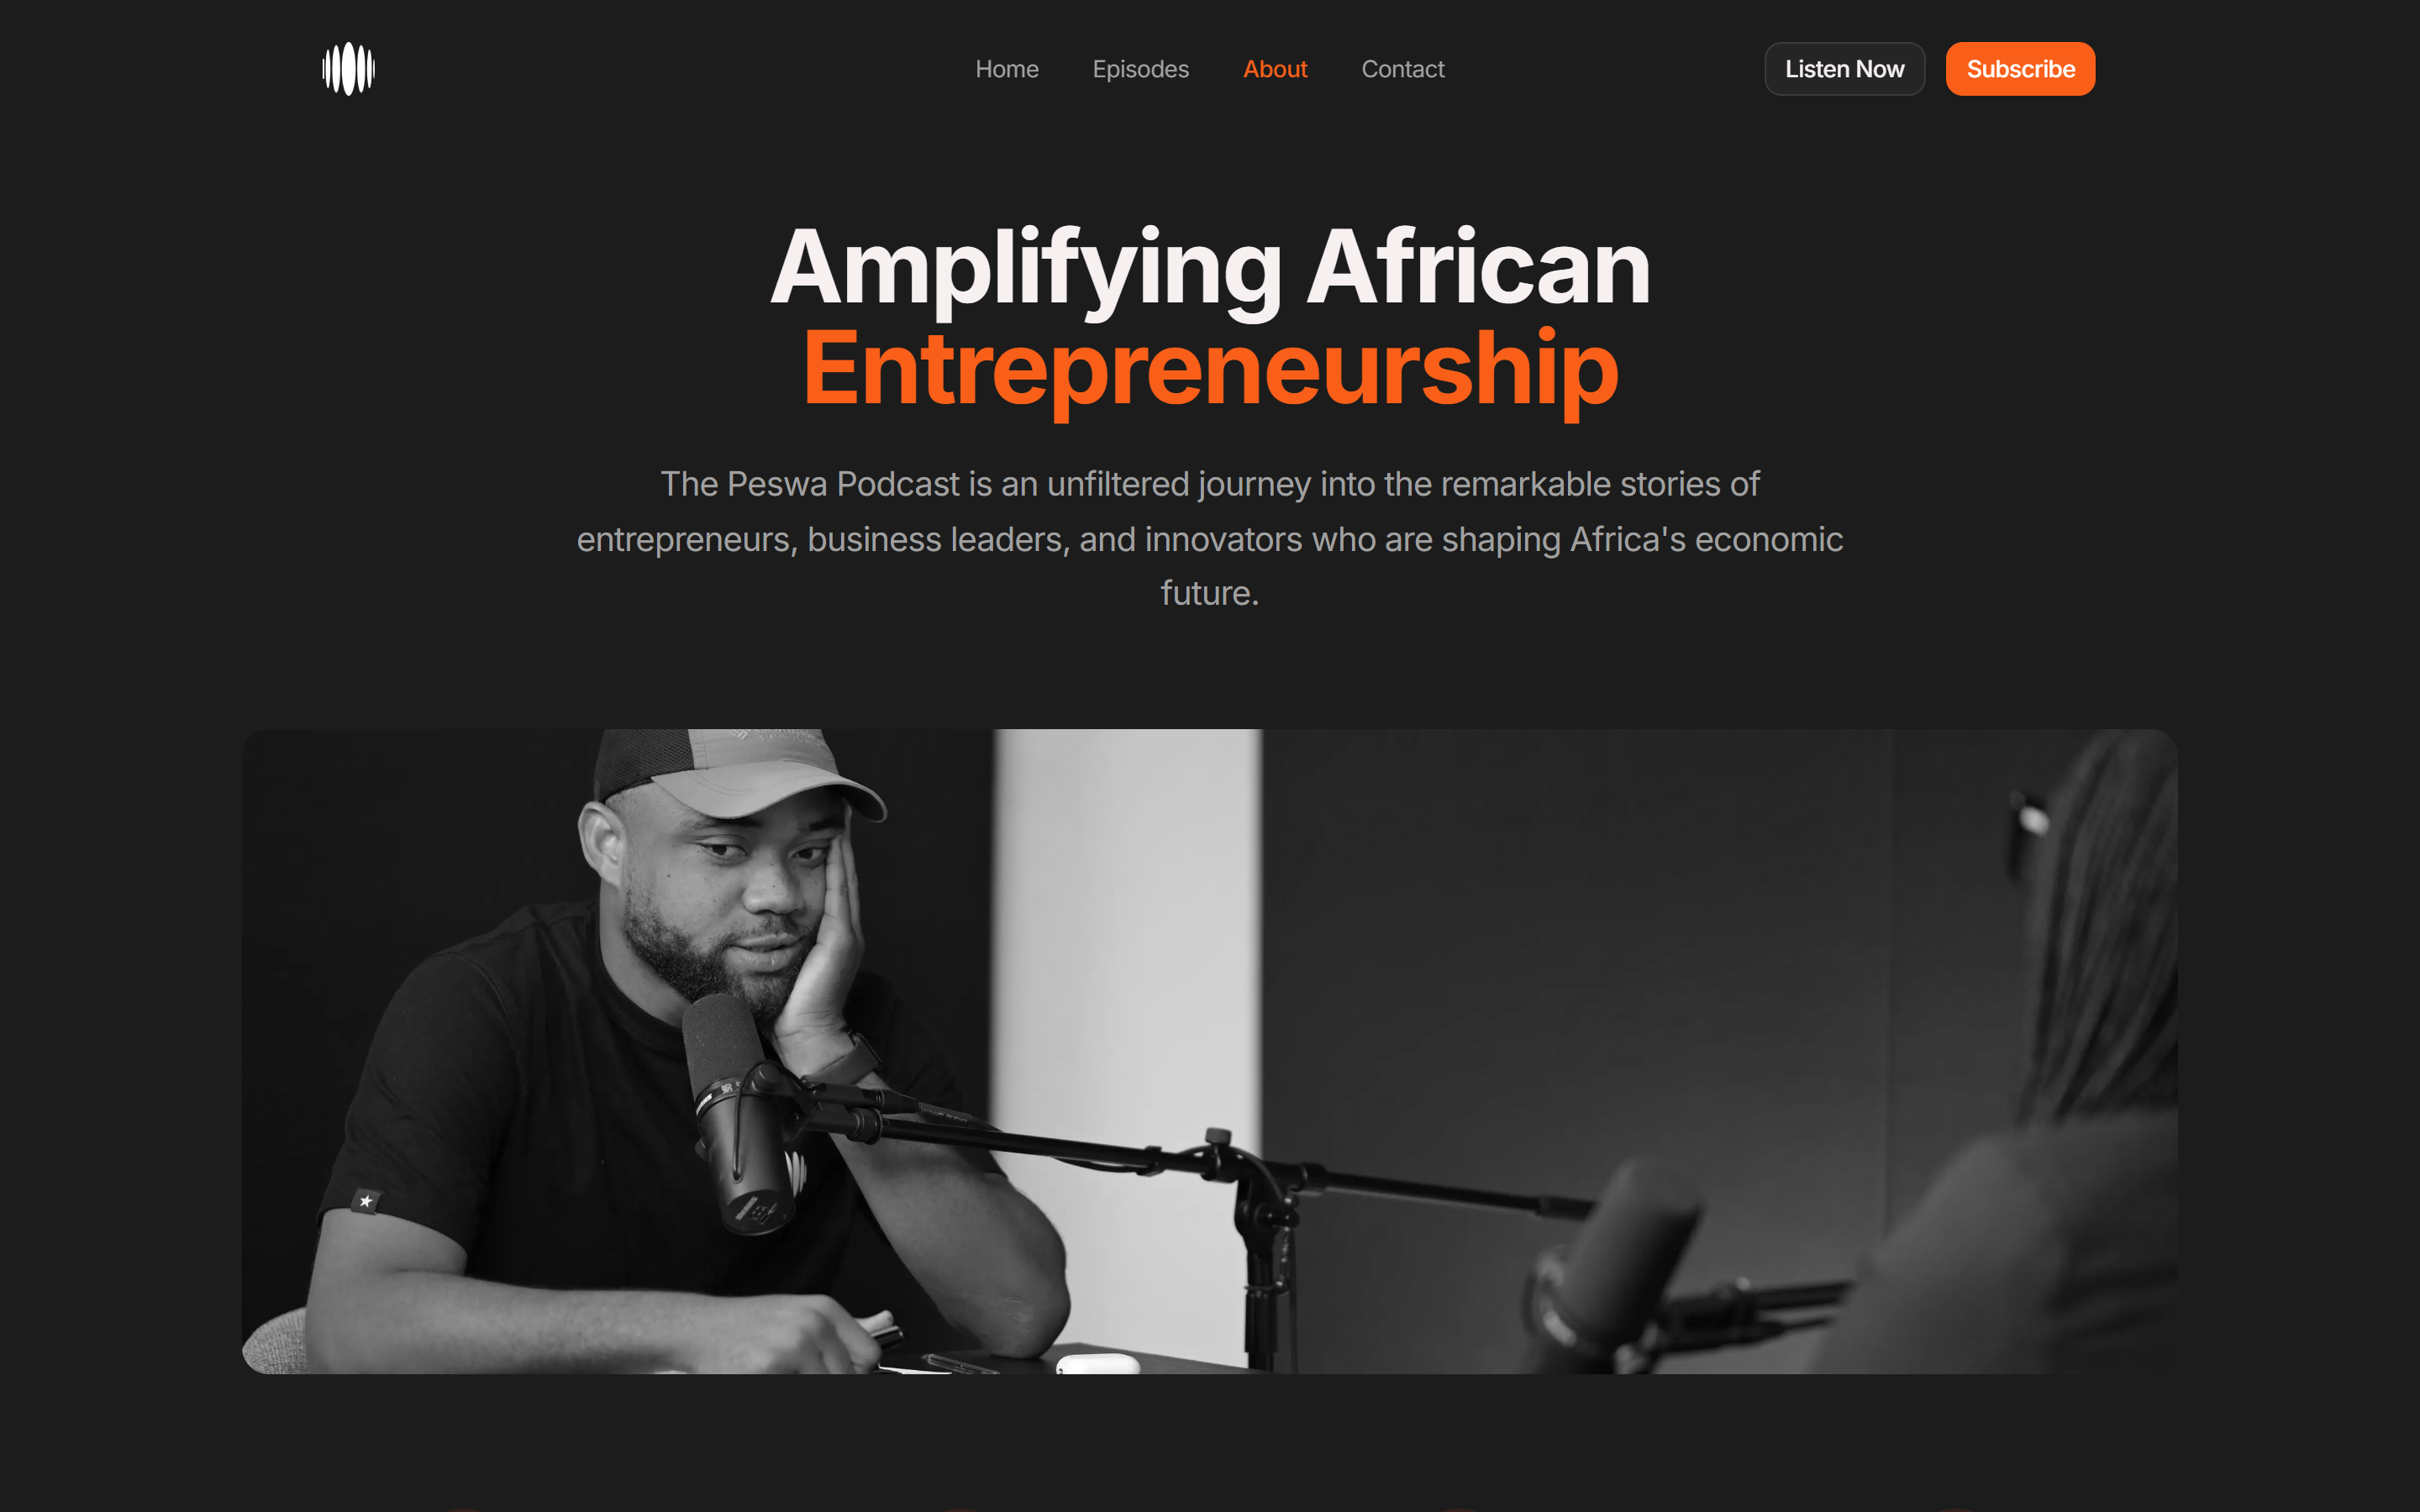 Home Episodes About Contact Listen Now Subscribe
Amplifying African
Entrepreneurship
The Peswa Podcast is an unfiltered journey into the remarkable stories of
entrepreneurs, business leaders, and innovators who are shaping Africa's economic
future.